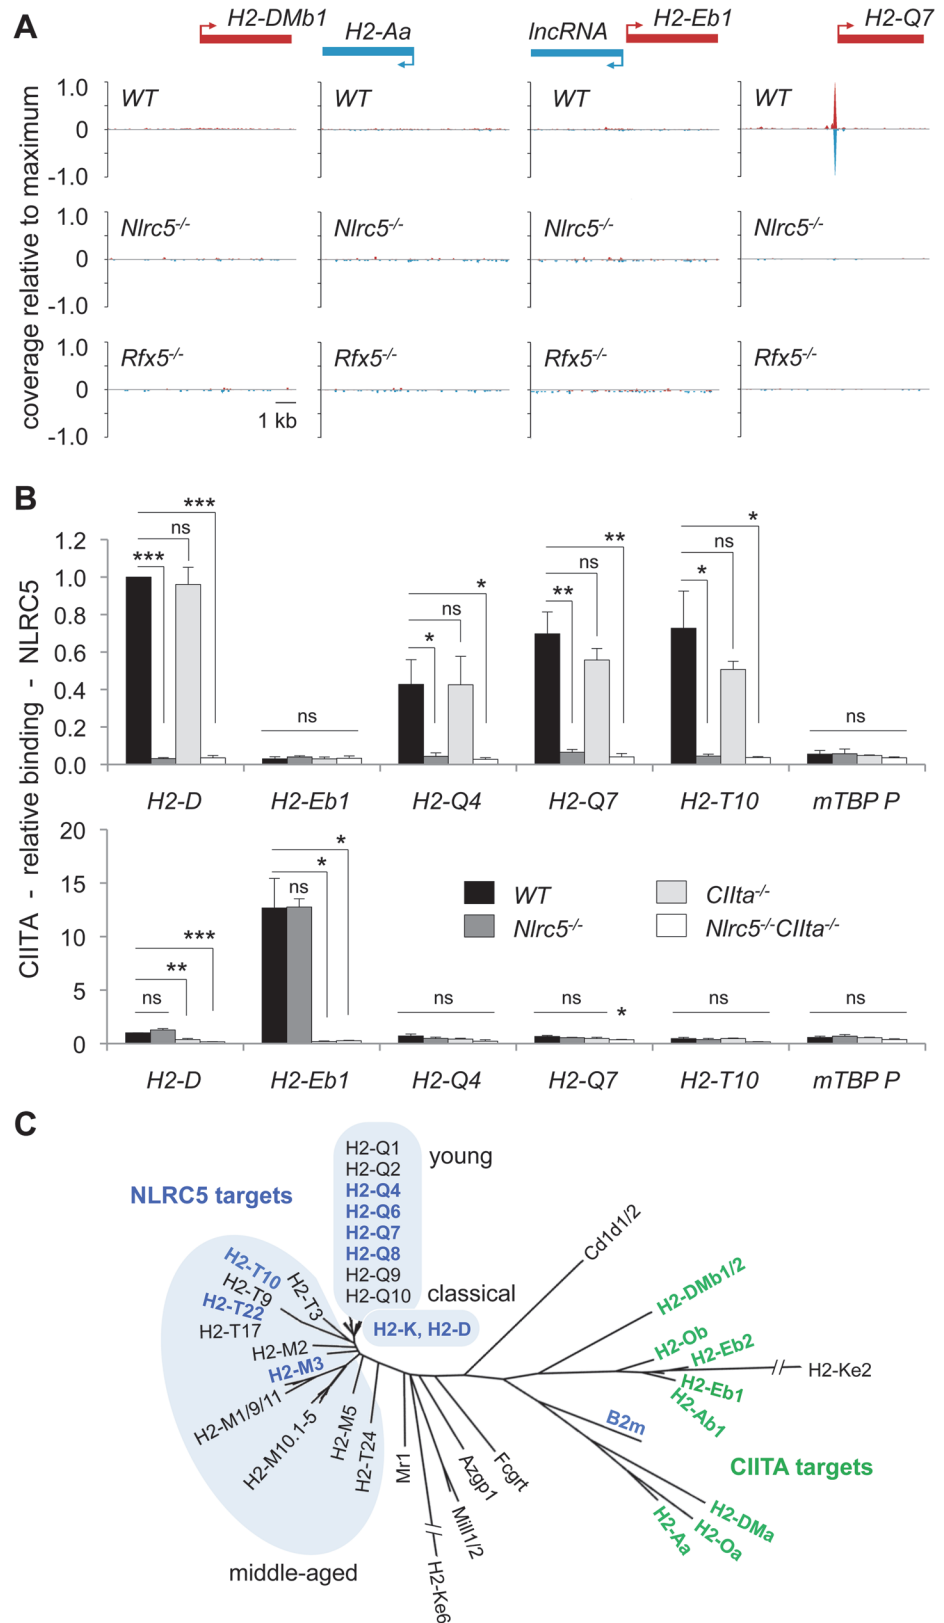 A
H2-DMb1
H2-Aa
lncRNA
H2-Eb1
H2-Q7
coverage relative to maximum
1.0
0
-1.0
WT
WT
WT
WT
1.0
0
-1.0
Nlrc5-/-
Nlrc5-/-
Nlrc5-/-
Nlrc5-/-
1.0
0
-1.0
Rfx5-/-
Rfx5-/-
Rfx5-/-
Rfx5-/-
1 kb
B
CIITA - relative binding - NLRC5
1.2
1.0
0.8
0.6
0.4
0.2
0.0
***
ns
***
ns
*
ns
*
**
ns
**
*
ns
*
ns
H2-D
H2-Eb1
H2-Q4
H2-Q7
H2-T10
mTBP P
20
15
10
5
0
WT
Nlrc5-/-
CIIta-/-
Nlrc5-/-CIIta-/-
***
**
ns
*
*
ns
ns
ns
*
ns
ns
H2-D
H2-Eb1
H2-Q4
H2-Q7
H2-T10
mTBP P
C
NLRC5 targets
H2-Q1
H2-Q2
H2-Q4
H2-Q6
H2-Q7
H2-Q8
H2-Q9
H2-Q10
young
classical
H2-K, H2-D
H2-T10
H2-T9
H2-T3
H2-T22
H2-T17
H2-M2
H2-M3
H2-M1/9/11
H2-M10.1-5
H2-M5
H2-T24
middle-aged
Mr1
H2-Ke6
Mill1/2
Azgp1
Fcgrt
Cd1d1/2
H2-DMb1/2
H2-Ob
H2-Eb2
H2-Ke2
H2-Eb1
H2-Ab1
B2m
CIITA targets
H2-DMa
H2-Oa
H2-Aa